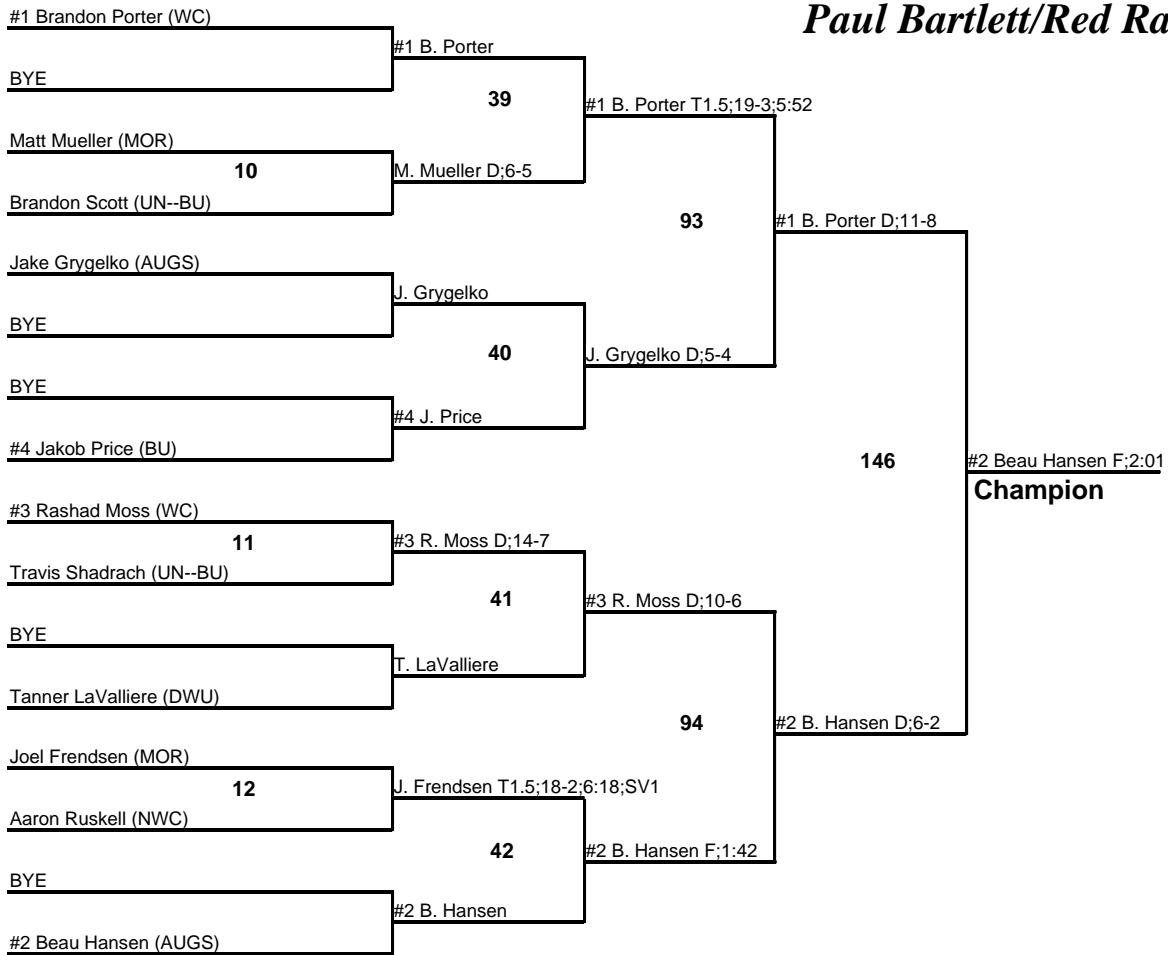 #1 Brandon Porter (WC)
Paul Bartlett/Red Ra
#1 B. Porter
BYE
39
#1 B. Porter T1.5;19-3;5:52
Matt Mueller (MOR)
10
M. Mueller D;6-5
Brandon Scott (UN--BU)
93
#1 B. Porter D;11-8
Jake Grygelko (AUGS)
J. Grygelko
BYE
40
J. Grygelko D;5-4
BYE
#4 J. Price
#4 Jakob Price (BU)
146
#2 Beau Hansen F;2:01
Champion
#3 Rashad Moss (WC)
11
#3 R. Moss D;14-7
Travis Shadrach (UN--BU)
41
#3 R. Moss D;10-6
BYE
T. LaValliere
Tanner LaValliere (DWU)
94
#2 B. Hansen D;6-2
Joel Frendsen (MOR)
12
J. Frendsen T1.5;18-2;6:18;SV1
Aaron Ruskell (NWC)
42
#2 B. Hansen F;1:42
BYE
#2 B. Hansen
#2 Beau Hansen (AUGS)